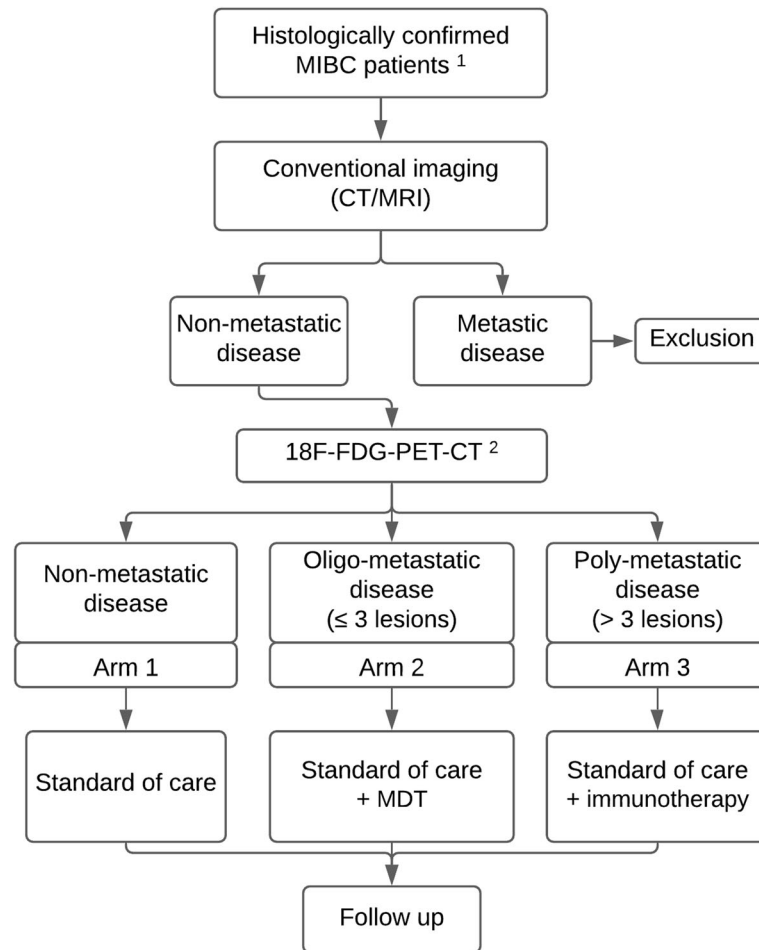 Histologically confirmed
MIBC patients 1
Conventional imaging
(CT/MRI)
Non-metastatic
disease
Metastic
disease
Exclusion
18F-FDG-PET-CT 2
Non-metastatic
disease
Arm 1
Oligo-metastatic
disease
(≤ 3 lesions)
Arm 2
Poly-metastatic
disease
(> 3 lesions)
Arm 3
Standard of care
Standard of care
+ MDT
Standard of care
+ immunotherapy
Follow up